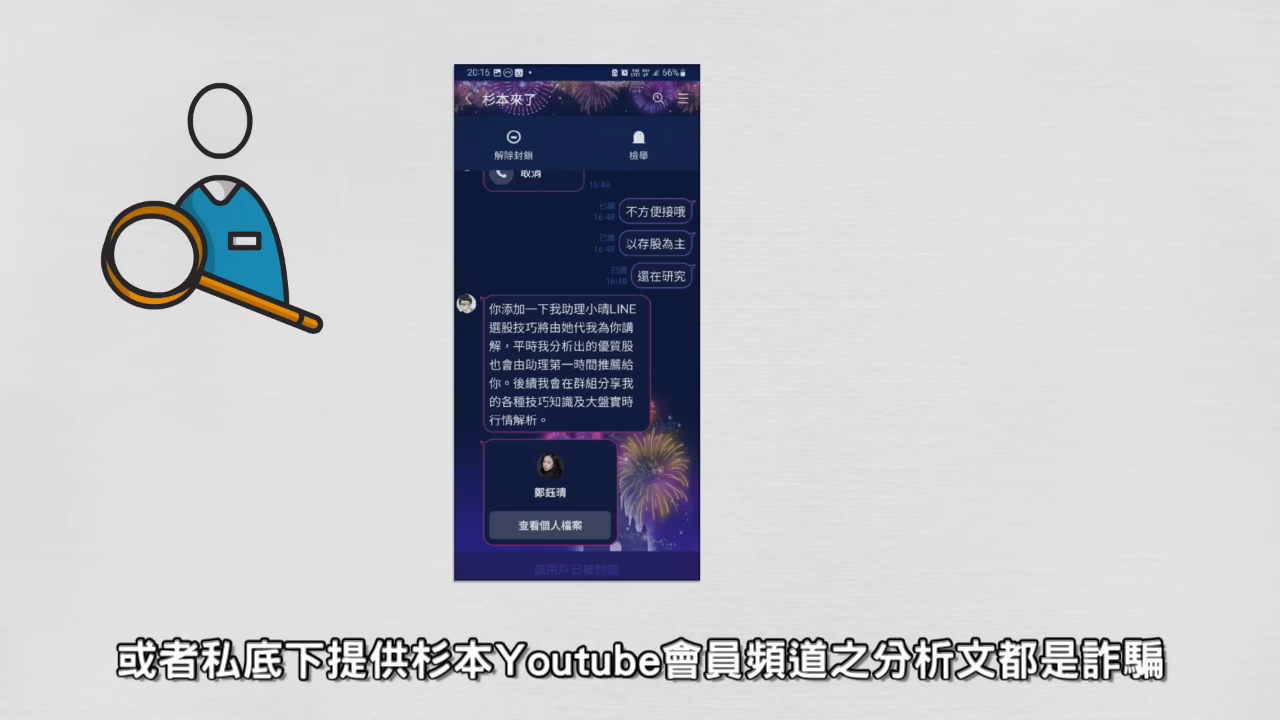 20:15
66%
杉本來了
解除封鎖
檢舉
取消
16:48
已讀
16:48
不方便接哦
已讀
16:48
以存股為主
已讀
16:48
還在研究
你添加一下我助理小晴LINE
選股技巧將由她代我為你講
解，平時我分析出的優質股
也會由助理第一時間推薦給
你。後續我會在群組分享我
的各種技巧知識及大盤實時
行情解析。
鄭鈺晴
查看個人檔案
該用戶已被封鎖
或者私底下提供杉本Youtube會員頻道之分析文都是詐騙